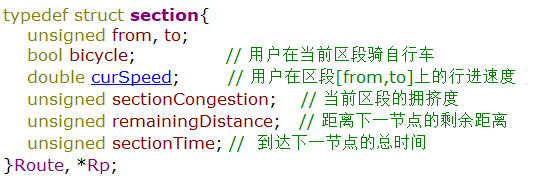 typedef struct section{
unsigned from, to;
bool bicycle; // 用户在当前区段骑自行车
double curSpeed; // 用户在区段[from,to]上的行进速度
unsigned sectionCongestion; // 当前区段的拥挤度
unsigned remainingDistance; // 距离下一节点的剩余距离
unsigned sectionTime; // 到达下一节点的总时间
}Route, *Rp;